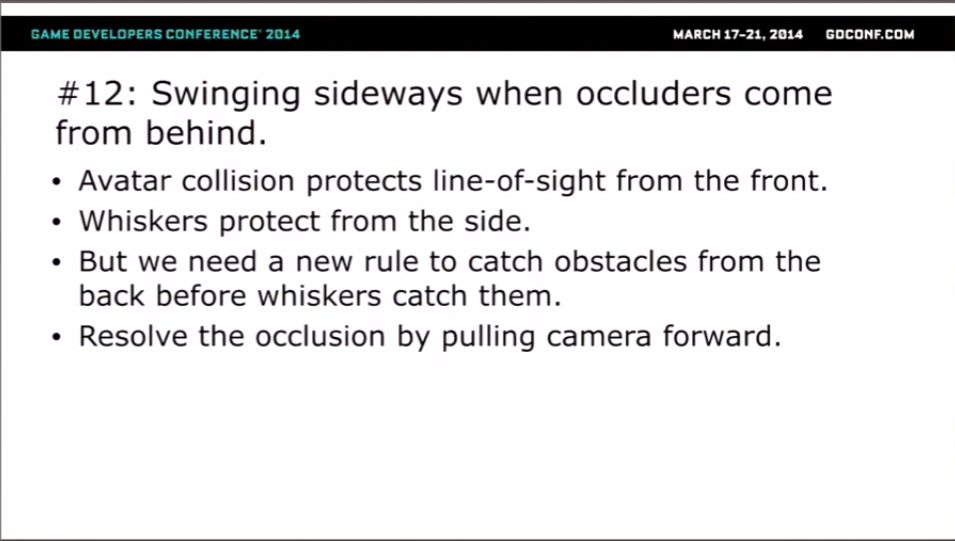 GAME DEVELOPERS CONFERENCE® 2014
MARCH 17-21, 2014 GDCONF.COM
#12: Swinging sideways when occluders come
from behind.
• Avatar collision protects line-of-sight from the front.
• Whiskers protect from the side.
• But we need a new rule to catch obstacles from the
back before whiskers catch them.
• Resolve the occlusion by pulling camera forward.